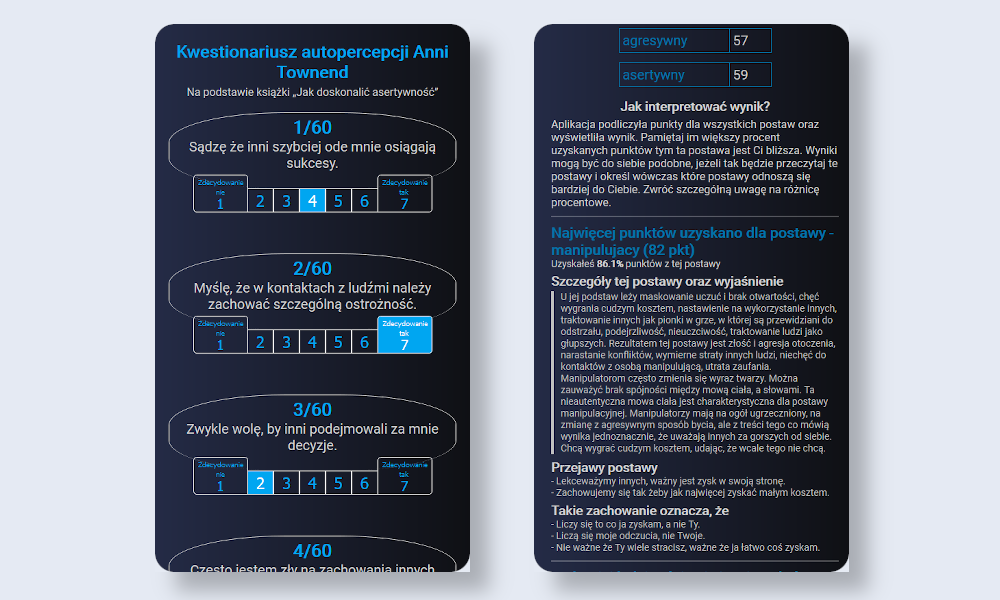 Kwestionariusz autopercepcji Anni
Townend
Na podstawie książki „Jak doskonalić asertywność”
1/60
Sądzę że inni szybciej ode mnie osiągają
sukcesy.
Zdecydowanie
nie
1
2
3
4
5
6
Zdecydowanie
tak
7
2/60
Myślę, że w kontaktach z ludźmi należy
zachować szczególną ostrożność.
Zdecydowanie
nie
1
2
3
4
5
6
Zdecydowanie
tak
7
3/60
Zwykle wolę, by inni podejmowali za mnie
decyzje.
Zdecydowanie
nie
1
2
3
4
5
6
Zdecydowanie
tak
7
4/60
Często jestem zły na zachowania innych
agresywny 57
asertywny 59
Jak interpretować wynik?
Aplikacja podliczyła punkty dla wszystkich postaw oraz
wyświetliła wynik. Pamiętaj im większy procent
uzyskanych punktów tym ta postawa jest Ci bliższa. Wyniki
mogą być do siebie podobne, jeżeli tak będzie przeczytaj te
postawy i określ wówczas które postawy odnoszą się
bardziej do Ciebie. Zwróć szczególną uwagę na różnicę
procentowe.
Najwięcej punktów uzyskano dla postawy -
manipulujacy (82 pkt)
Uzyskałeś 86.1% punktów z tej postawy
Szczegóły tej postawy oraz wyjaśnienie
U jej podstaw leży maskowanie uczuć i brak otwartości, chęć
wygrania cudzym kosztem, nastawienie na wykorzystanie innych,
traktowanie innych jak pionki w grze, w której są przewidziani do
odstrzału, podejrzliwość, nieuczciwość, traktowanie ludzi jako
głupszych. Rezultatem tej postawy jest złość i agresja otoczenia,
narastanie konfliktów, wymierne straty innych ludzi, niechęć do
kontaktów z osobą manipulującą, utrata zaufania.
Manipulatorom często zmienia się wyraz twarzy. Można
zauważyć brak spójności między mową ciała, a słowami. Ta
nieautentyczna mowa ciała jest charakterystyczna dla postawy
manipulacyjnej. Manipulatorzy mają na ogół ugrzeczniony, na
zmianę z agresywnym sposób bycia, ale z treści tego co mówią
wynika jednoznacznie, że uważają innych za gorszych od siebie.
Chcą wygrać cudzym kosztem, udając, że wcale tego nie chcą.
Przejawy postawy
- Lekceważymy innych, ważny jest zysk w swoją stronę.
- Zachowujemy się tak żeby jak najwięcej zyskać małym kosztem.
Takie zachowanie oznacza, że
- Liczy się to co ja zyskam, a nie Ty.
- Liczą się moje odczucia, nie Twoje.
- Nie ważne że Ty wiele stracisz, ważne że ja łatwo coś zyskam.